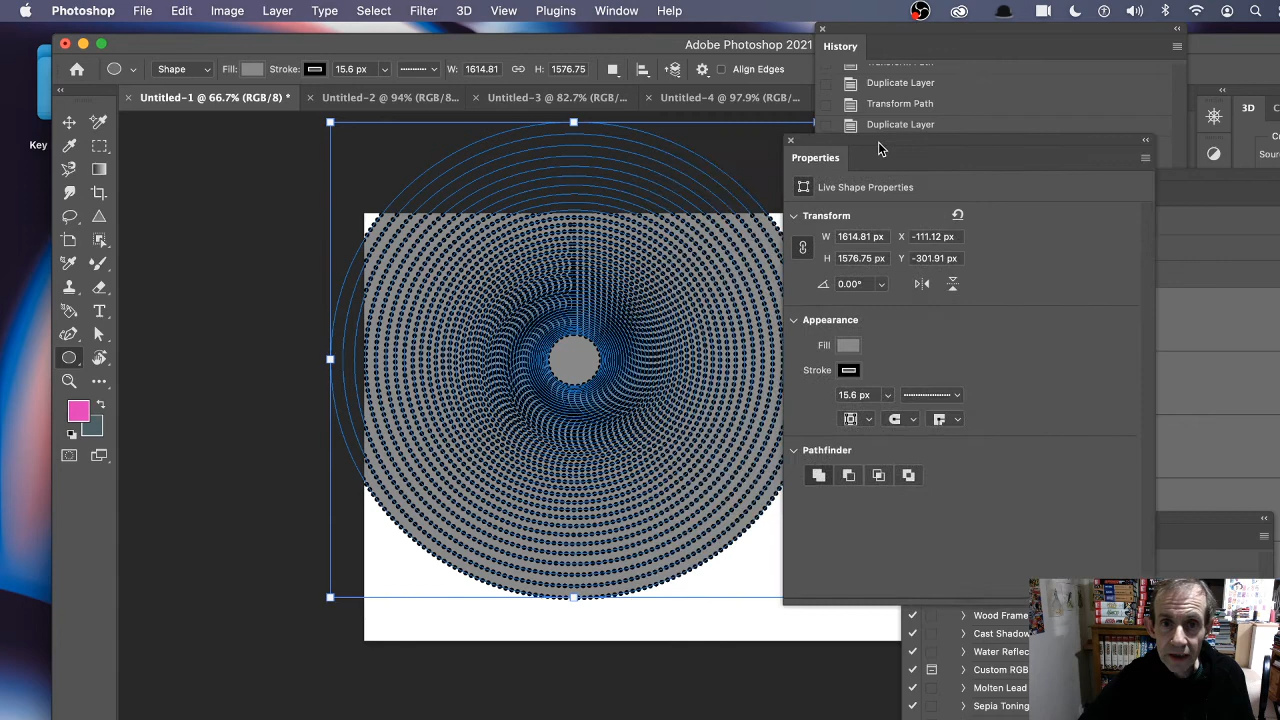 Photoshop File Edit Image Layer Type Select Filter 3D View Plugins Window Help
Adobe Photoshop 2021
History
Shape Fill: Stroke: 15.6 px W: 1614.81 H: 1576.75 Align Edges
Untitled-1 @ 66.7% (RGB/8) * Untitled-2 @ 94% (RGB/8... Untitled-3 @ 82.7% (RGB/... Untitled-4 @ 97.9% (RGB/...
Duplicate Layer
Transform Path
Duplicate Layer
3D
Key
Properties
Live Shape Properties
Transform
W 1614.81 px X -111.12 px
H 1576.75 px Y -301.91 px
0.00°
Appearance
Fill
Stroke
15.6 px
Pathfinder
Wood Frame
Cast Shadow
Water Reflec
Custom RGB
Molten Lead
Sepia Toning